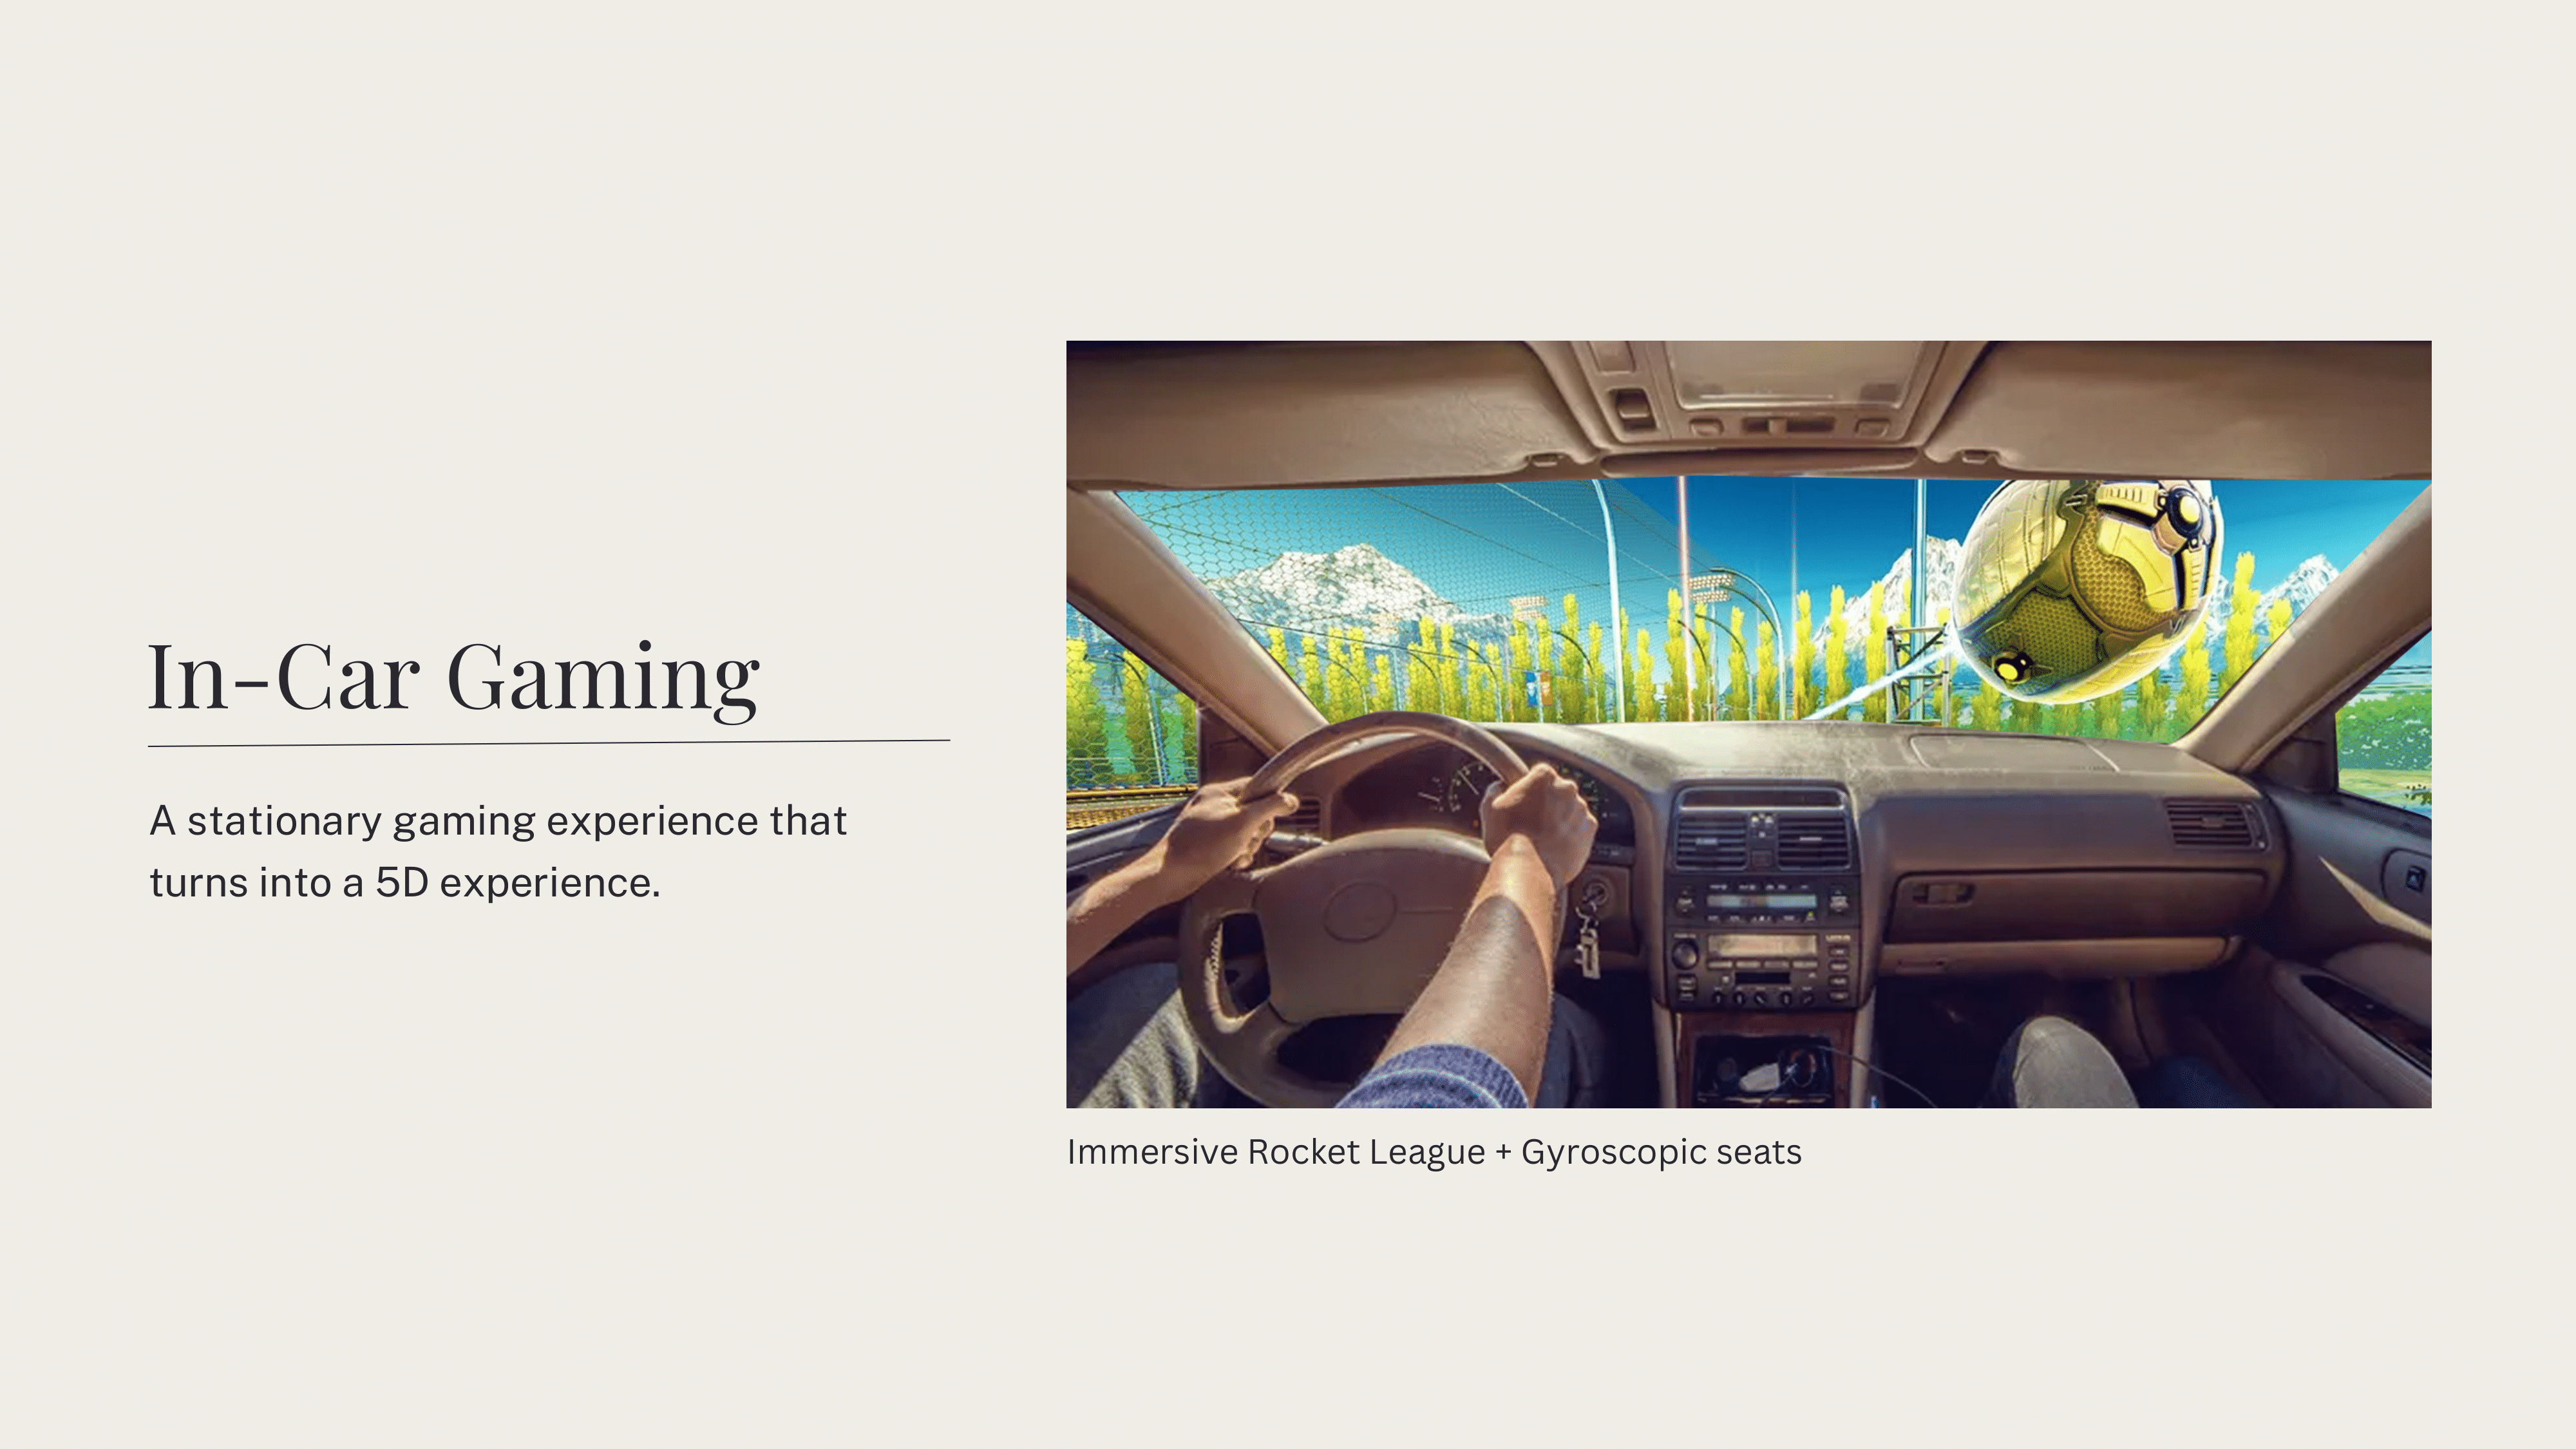 In-Car Gaming
A stationary gaming experience that
turns into a 5D experience.
Immersive Rocket League + Gyroscopic seats